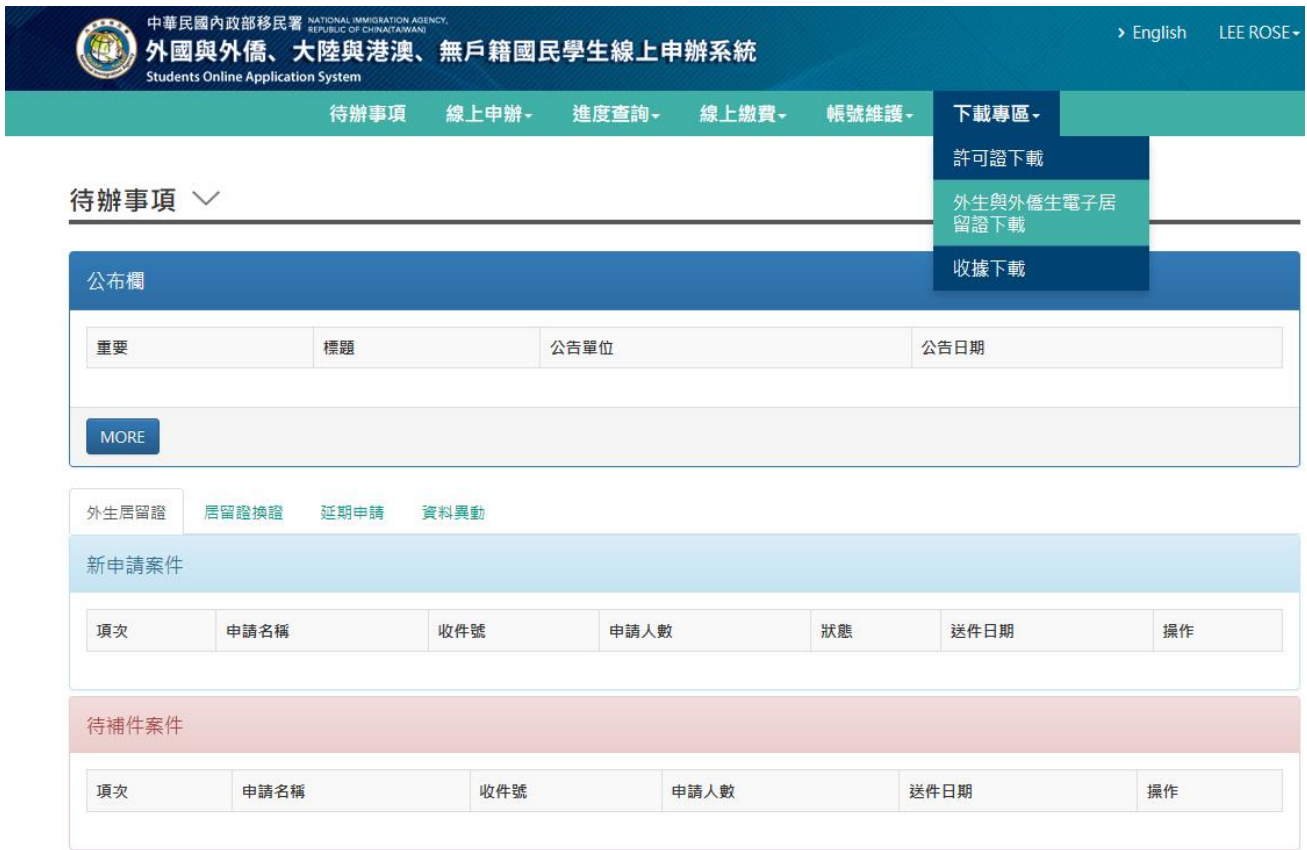 中華民國內政部移民署 NATIONAL IMMIGRATION AGENCY,
REPUBLIC OF CHINA(TAIWAN)
外國與外僑、大陸與港澳、無戶籍國民學生線上申辦系統
Students Online Application System
› English LEE ROSE
待辦事項 線上申辦 進度查詢 線上繳費 帳號維護 下載專區
許可證下載
外生與外僑生電子居
留證下載
收據下載
待辦事項
公布欄
重要 標題 公告單位 公告日期
MORE
外生居留證 居留證換證 延期申請 資料異動
新申請案件
項次 申請名稱 收件號 申請人數 狀態 送件日期 操作
待補件案件
項次 申請名稱 收件號 申請人數 送件日期 操作